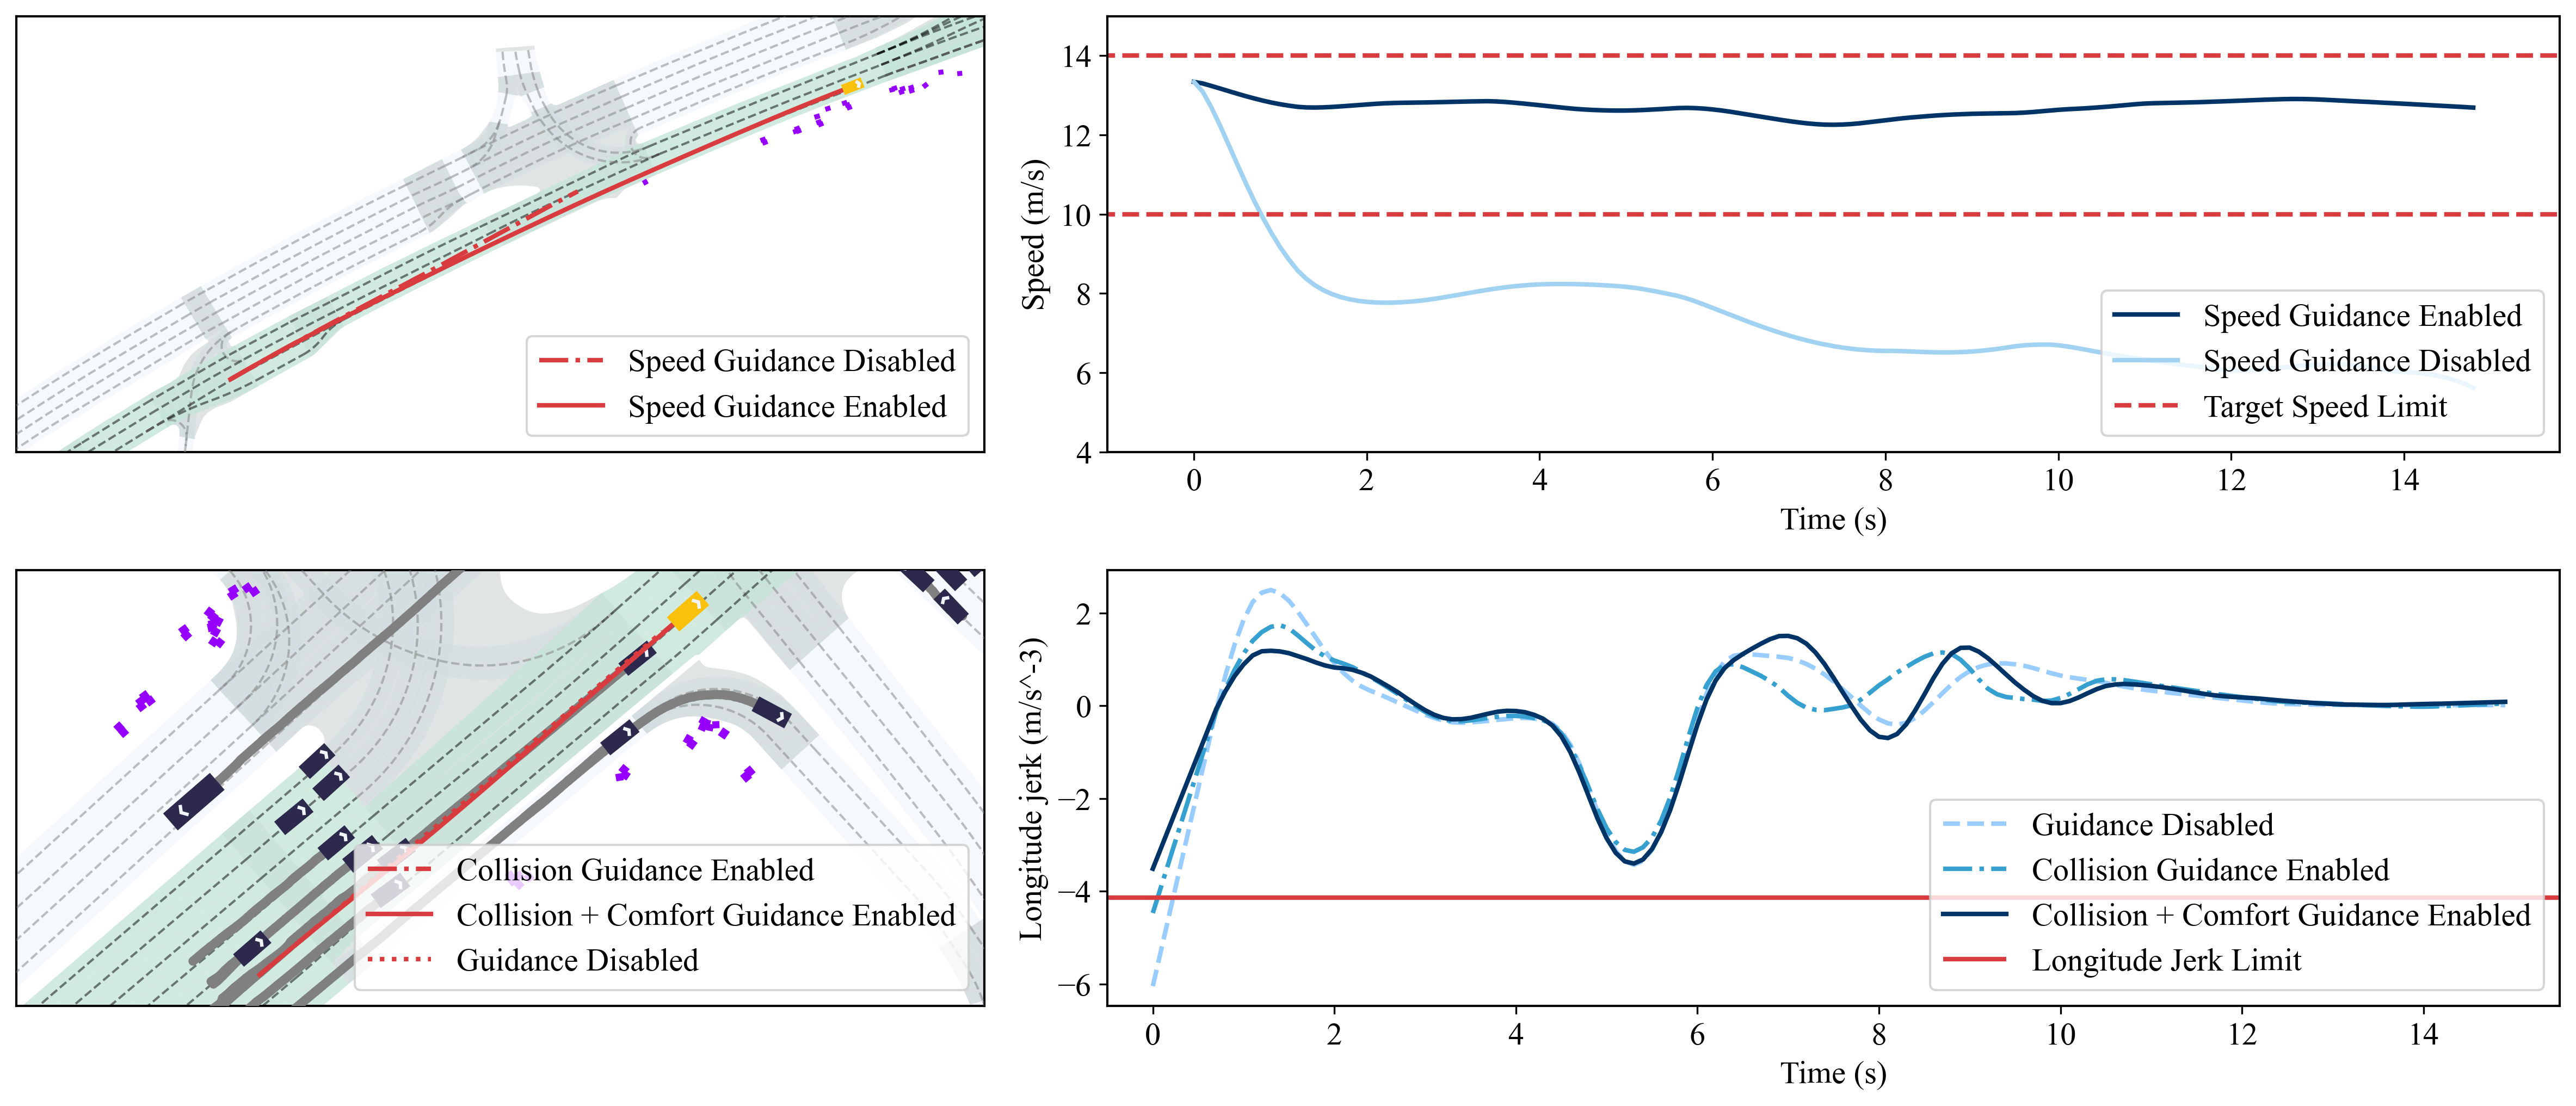 Speed Guidance Disabled
Speed Guidance Enabled
14
12
10
8
6
4
Speed (m/s)
Speed Guidance Enabled
Speed Guidance Disabled
Target Speed Limit
0 2 4 6 8 10 12 14
Time (s)
Collision Guidance Enabled
Collision + Comfort Guidance Enabled
Guidance Disabled
2
0
−2
−4
−6
Longitude jerk (m/s^-3)
Guidance Disabled
Collision Guidance Enabled
Collision + Comfort Guidance Enabled
Longitude Jerk Limit
0 2 4 6 8 10 12 14
Time (s)